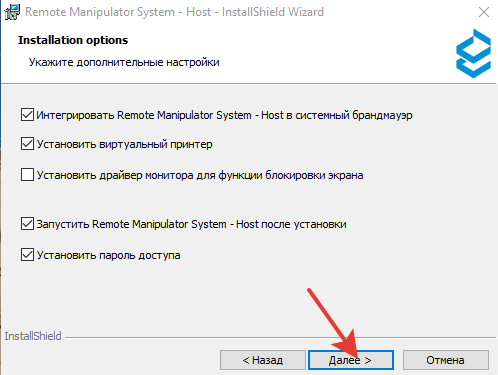 Remote Manipulator System - Host - InstallShield Wizard
Installation options
Укажите дополнительные настройки
Интегрировать Remote Manipulator System - Host в системный брандмауэр
Установить виртуальный принтер
Установить драйвер монитора для функции блокировки экрана
Запустить Remote Manipulator System - Host после установки
Установить пароль доступа
InstallShield
< Назад Далее > Отмена